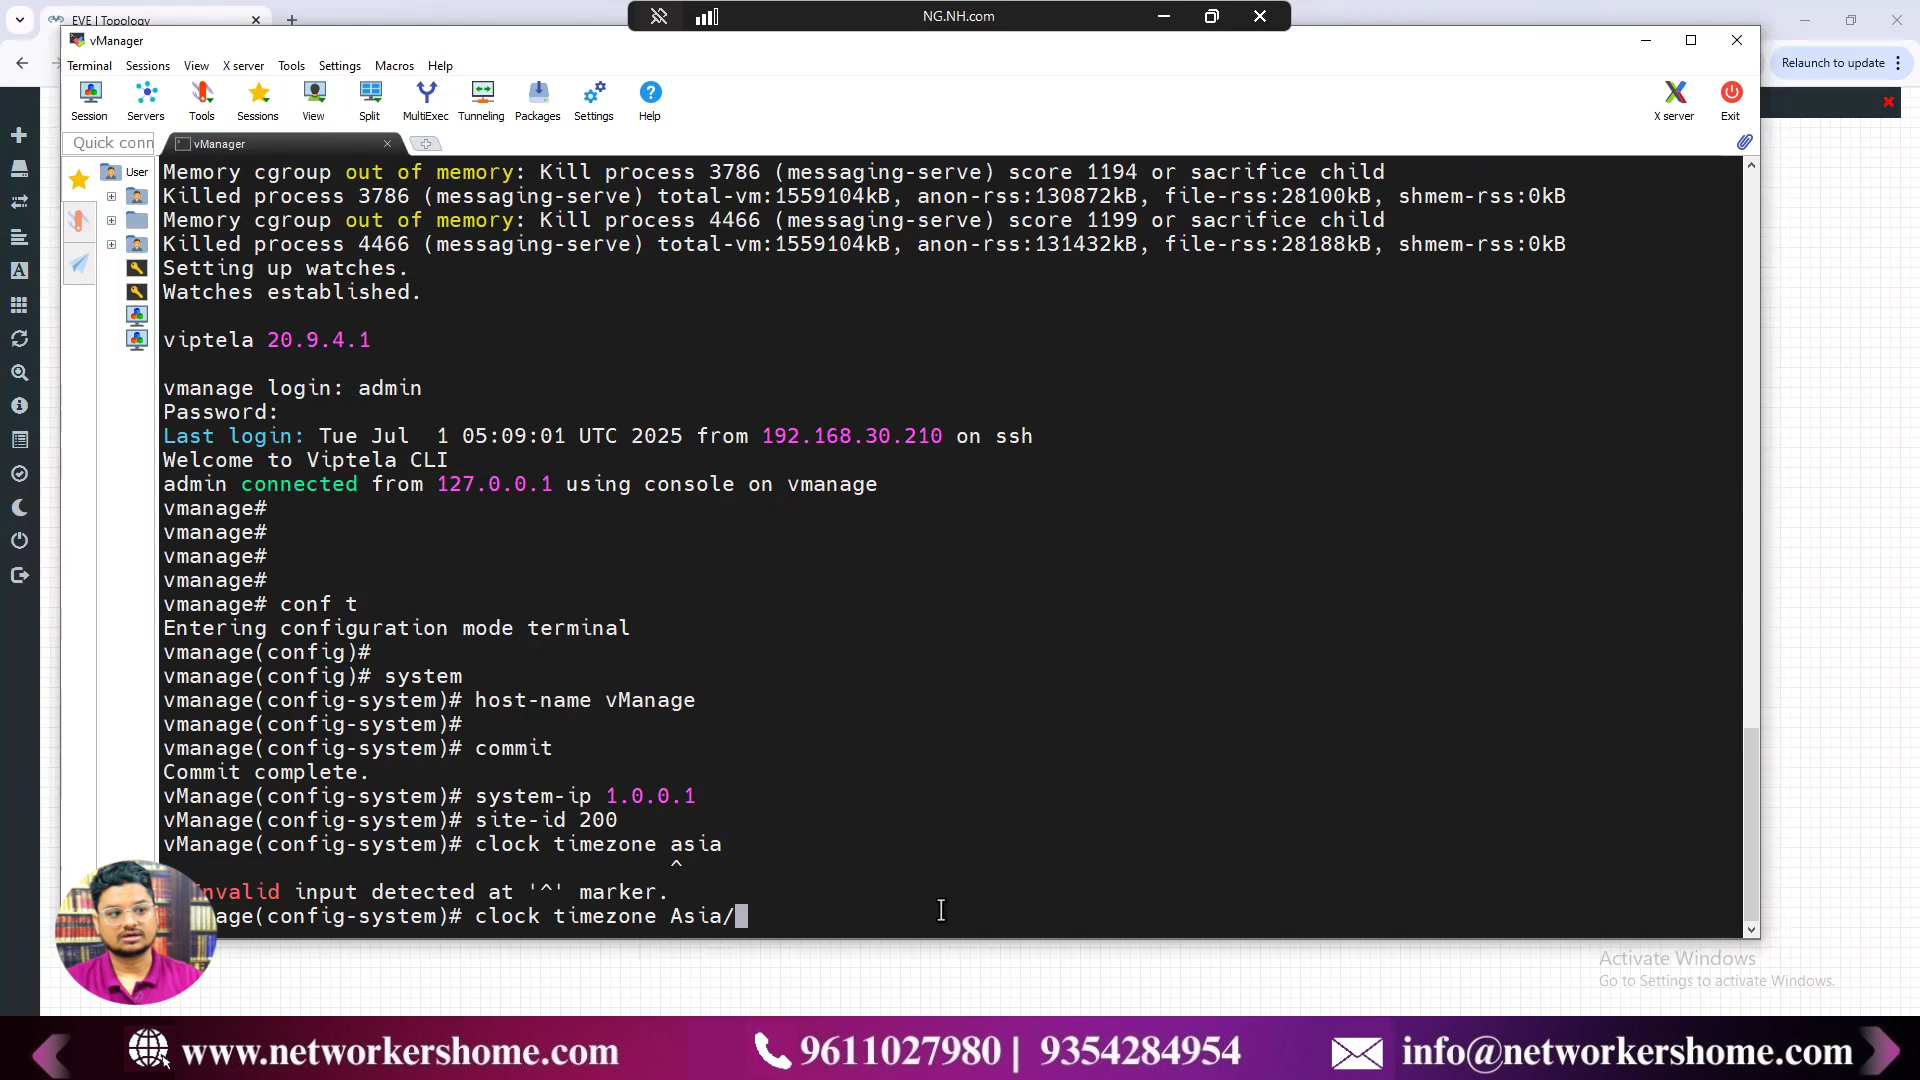 EVE | Topology
NG.NH.com
Relaunch to update
vManager
Terminal Sessions View X server Tools Settings Macros Help
Session Servers Tools Sessions View Split MultiExec Tunneling Packages Settings Help X server Exit
Quick conn
vManager
User
Memory cgroup out of memory: Kill process 3786 (messaging-serve) score 1194 or sacrifice child
Killed process 3786 (messaging-serve) total-vm:1559104kB, anon-rss:130872kB, file-rss:28100kB, shmem-rss:0kB
Memory cgroup out of memory: Kill process 4466 (messaging-serve) score 1199 or sacrifice child
Killed process 4466 (messaging-serve) total-vm:1559104kB, anon-rss:131432kB, file-rss:28188kB, shmem-rss:0kB
Setting up watches.
Watches established.
viptela 20.9.4.1
vmanage login: admin
Password:
Last login: Tue Jul  1 05:09:01 UTC 2025 from 192.168.30.210 on ssh
Welcome to Viptela CLI
admin connected from 127.0.0.1 using console on vmanage
vmanage#
vmanage#
vmanage#
vmanage#
vmanage# conf t
Entering configuration mode terminal
vmanage(config)#
vmanage(config)# system
vmanage(config-system)# host-name vManage
vmanage(config-system)#
vmanage(config-system)# commit
Commit complete.
vManage(config-system)# system-ip 1.0.0.1
vManage(config-system)# site-id 200
vManage(config-system)# clock timezone asia
^
nvalid input detected at '^' marker.
age(config-system)# clock timezone Asia/
Activate Windows
Go to Settings to activate Windows.
www.networkershome.com 9611027980 | 9354284954 info@networkershome.com